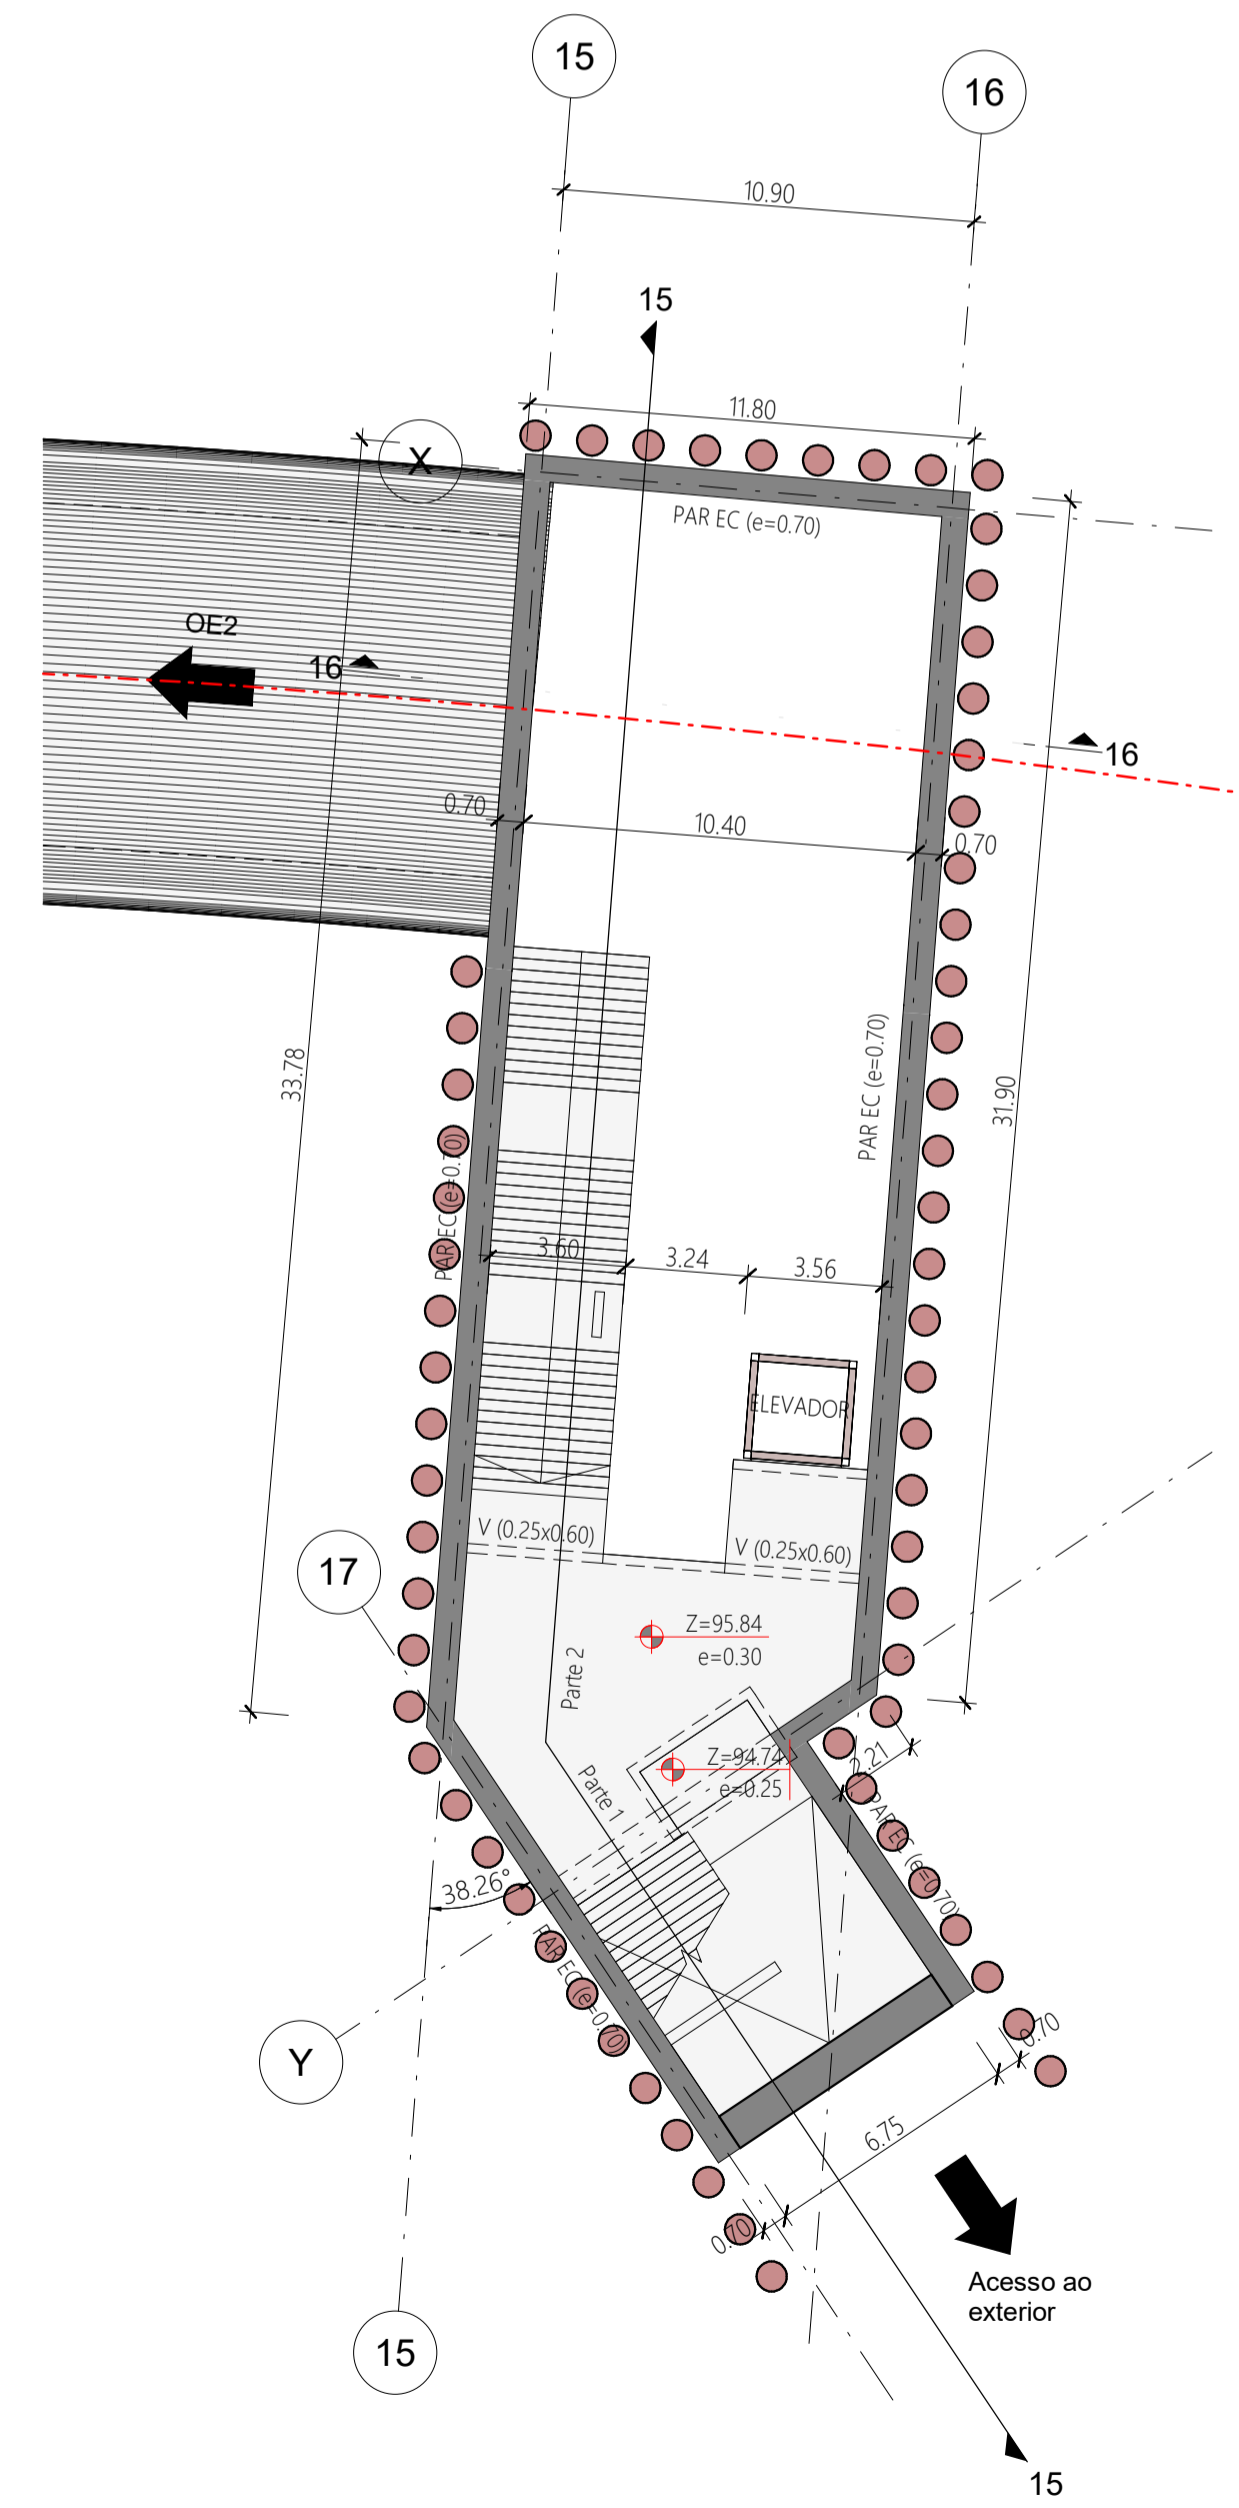 15
16
10.90
15
11.80
X
PAR EC (e=0.70)
OE2
16
16
0.70
10.40
0.70
33.78
PAR EC (e=0.70)
31.90
PAR EC (e=0.70)
3.60
3.24
3.56
ELEVADOR
V (0.25x0.60)
V (0.25x0.60)
17
Z=95.84
e=0.30
Parte 2
Z=94.74
e=0.25
2.21
Parte 1
PAR EC (e=0.70)
38.26°
PAR EC (e=0.70)
Y
0.70
6.75
0.70
Acesso ao
exterior
15
15